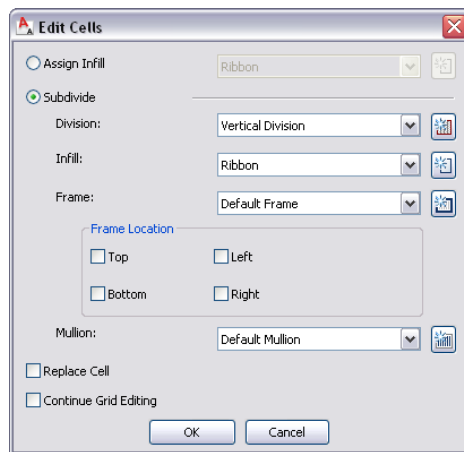 Edit Cells
Assign Infill Ribbon
Subdivide
Division: Vertical Division
Infill: Ribbon
Frame: Default Frame
Frame Location
Top Left
Bottom Right
Mullion: Default Mullion
Replace Cell
Continue Grid Editing
OK Cancel